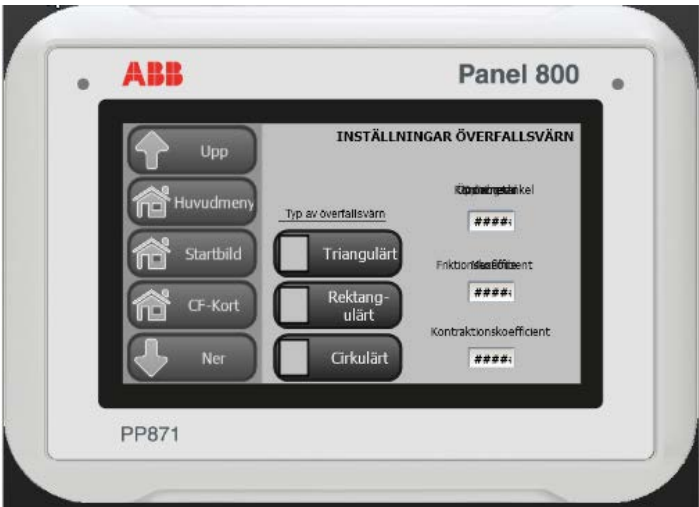 ABB
Panel 800
INSTÄLLNINGAR ÖVERFALLSVÄRN
Upp
Huvudmeny
Startbild
CF-Kort
Ner
Typ av överfallsvärn
Triangulärt
Rektang-
ulärt
Cirkulärt
####
####
Kontraktionskoefficient
####
PP871